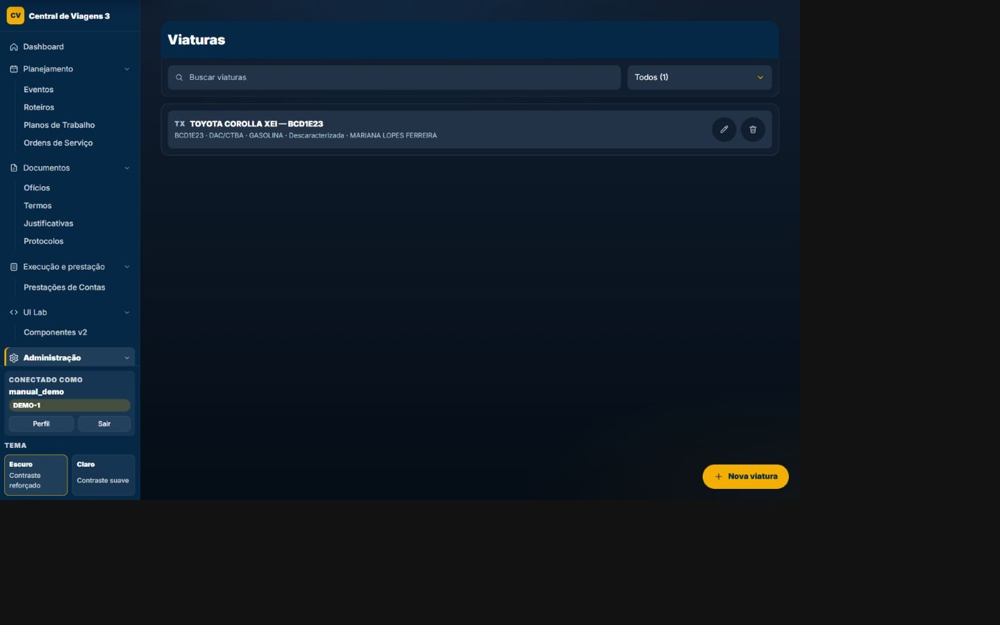 CV Central de Viagens 3
Dashboard
Planejamento
Eventos
Roteiros
Planos de Trabalho
Ordens de Serviço
Documentos
Ofícios
Termos
Justificativas
Protocolos
Execução e prestação
Prestações de Contas
UI Lab
Componentes v2
Administração
CONECTADO COMO
manual_demo
DEMO-1
Perfil Sair
TEMA
Escuro
Contraste
reforçado
Claro
Contraste suave
Viaturas
Buscar viaturas Todos (1)
TX TOYOTA COROLLA XEI — BCD1E23
BCD1E23 · DAC/CTBA · GASOLINA · Descaracterizada · MARIANA LOPES FERREIRA
+ Nova viatura